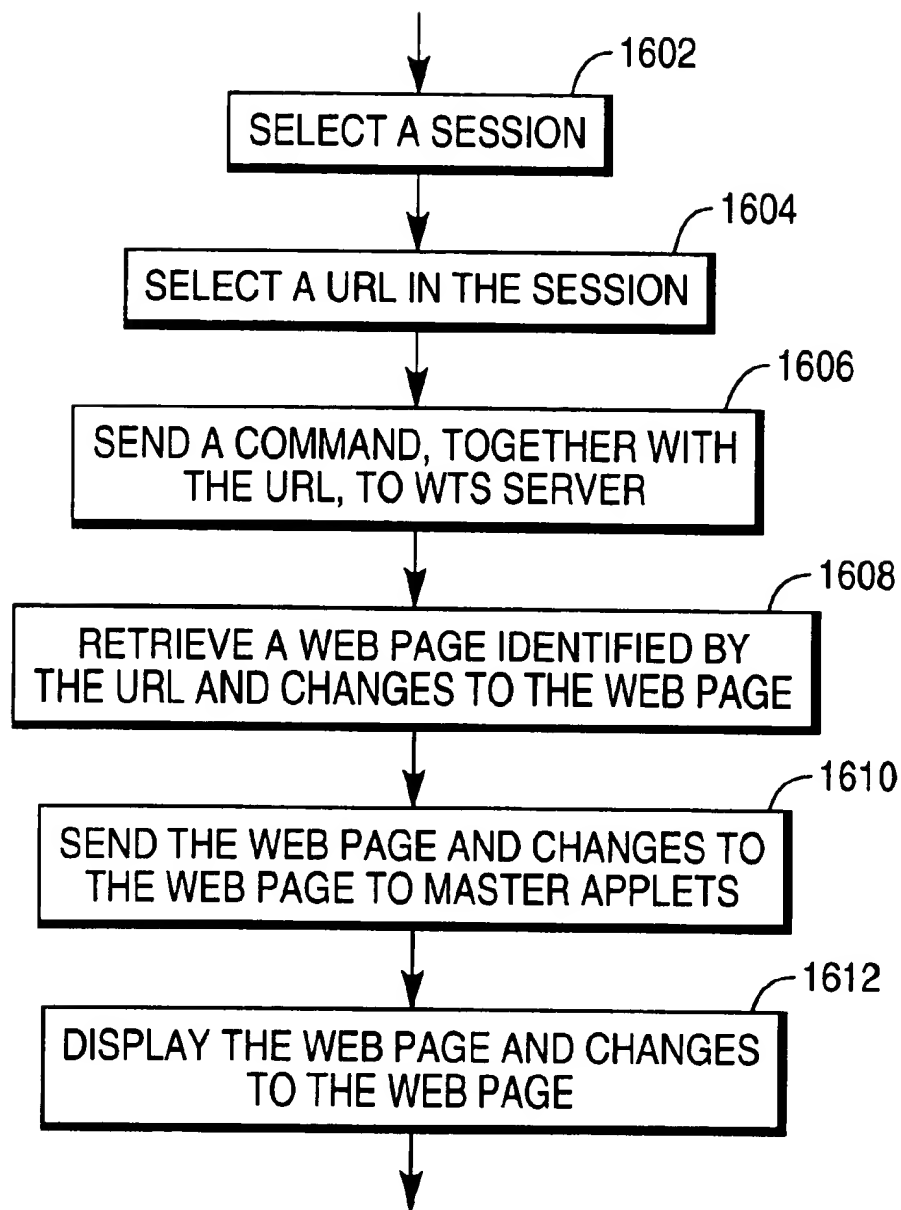 1602
SELECT A SESSION
1604
SELECT A URL IN THE SESSION
1606
SEND A COMMAND, TOGETHER WITH
THE URL, TO WTS SERVER
1608
RETRIEVE A WEB PAGE IDENTIFIED BY
THE URL AND CHANGES TO THE WEB PAGE
1610
SEND THE WEB PAGE AND CHANGES TO
THE WEB PAGE TO MASTER APPLETS
1612
DISPLAY THE WEB PAGE AND CHANGES
TO THE WEB PAGE